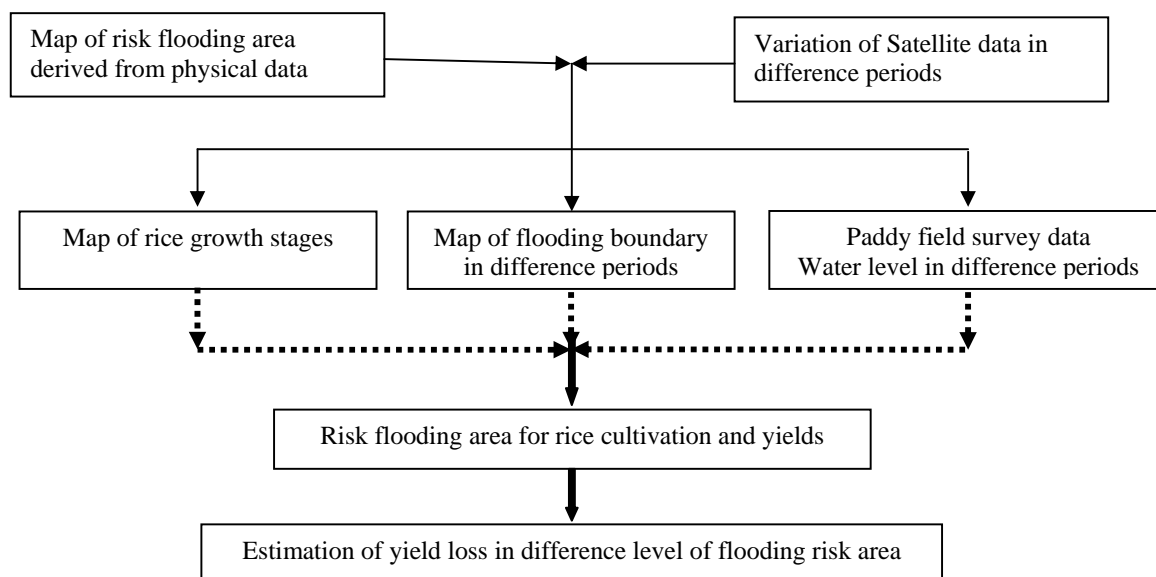 Map of risk flooding area
derived from physical data
Variation of Satellite data in
difference periods
Map of rice growth stages
Map of flooding boundary
in difference periods
Paddy field survey data
Water level in difference periods
Risk flooding area for rice cultivation and yields
Estimation of yield loss in difference level of flooding risk area